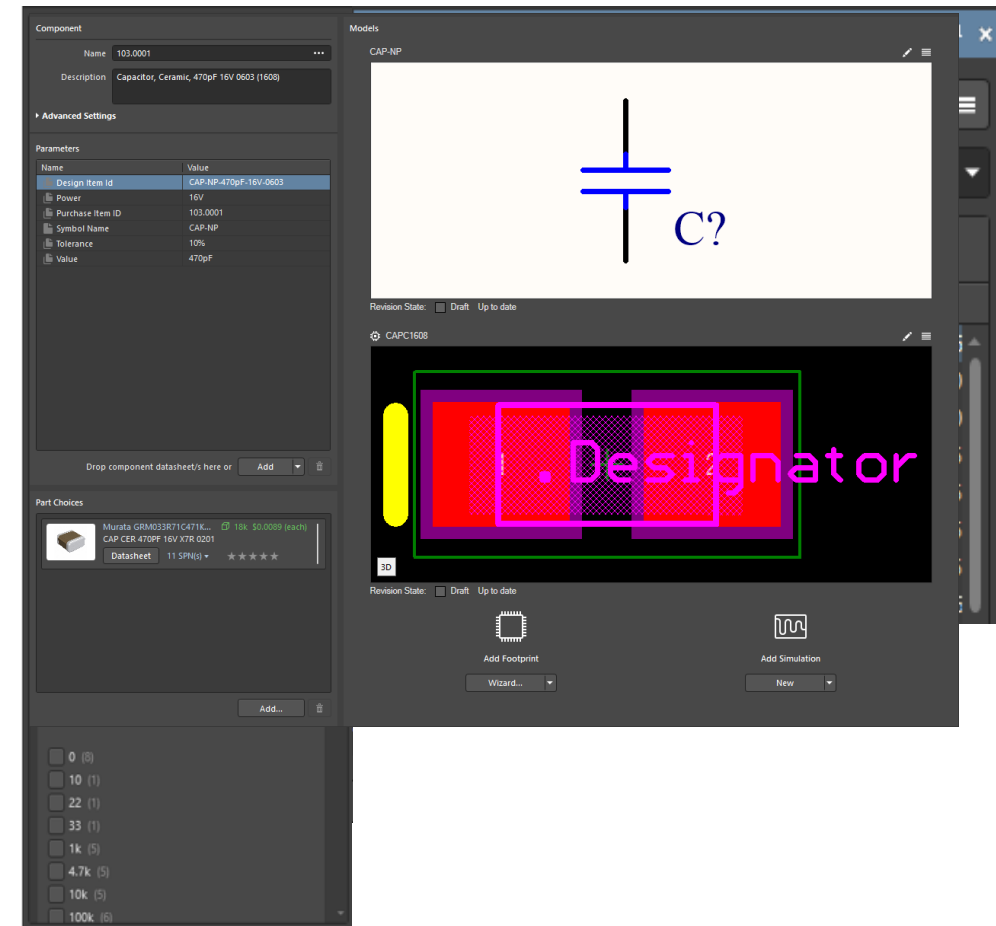 Component
Name 103.0001 ...
Description Capacitor, Ceramic, 470pF 16V 0603 (1608)
Advanced Settings
Parameters
Name Value
Design Item Id CAP-NP-470pF-16V-0603
Power 16V
Purchase Item ID 103.0001
Symbol Name CAP-NP
Tolerance 10%
Value 470pF
Drop component datasheet/s here or Add
Part Choices
Murata GRM033R71C471K... 18k $0.0089 (each)
CAP CER 470PF 16V X7R 0201
Datasheet 11 SPN(s)
Add...
0 (8)
10 (1)
22 (1)
33 (1)
1k (5)
4.7k (5)
10k (5)
100k (6)
Models
CAP-NP
C?
Revision State: Draft Up to date
CAPC1608
.Designator
2
3D
Revision State: Draft Up to date
Add Footprint
Wizard...
Add Simulation
New